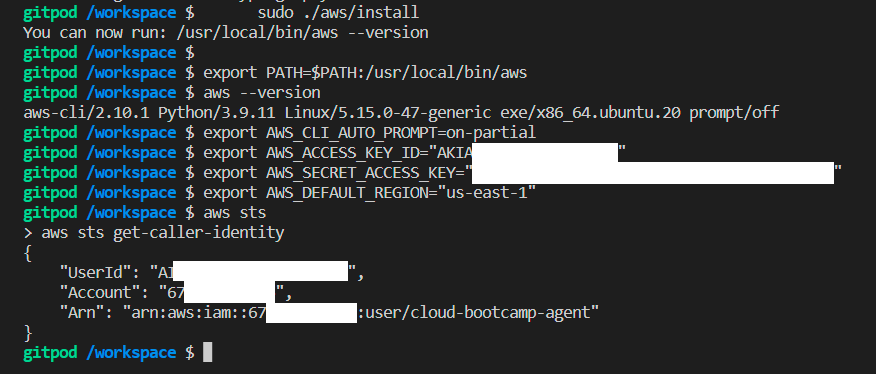 gitpod /workspace $       sudo ./aws/install
You can now run: /usr/local/bin/aws --version
gitpod /workspace $
gitpod /workspace $ export PATH=$PATH:/usr/local/bin/aws
gitpod /workspace $ aws --version
aws-cli/2.10.1 Python/3.9.11 Linux/5.15.0-47-generic exe/x86_64.ubuntu.20 prompt/off
gitpod /workspace $ export AWS_CLI_AUTO_PROMPT=on-partial
gitpod /workspace $ export AWS_ACCESS_KEY_ID="AKIA "
gitpod /workspace $ export AWS_SECRET_ACCESS_KEY=" "
gitpod /workspace $ export AWS_DEFAULT_REGION="us-east-1"
gitpod /workspace $ aws sts
> aws sts get-caller-identity
{
    "UserId": "AI ",
    "Account": "67 ",
    "Arn": "arn:aws:iam::67 :user/cloud-bootcamp-agent"
}
gitpod /workspace $